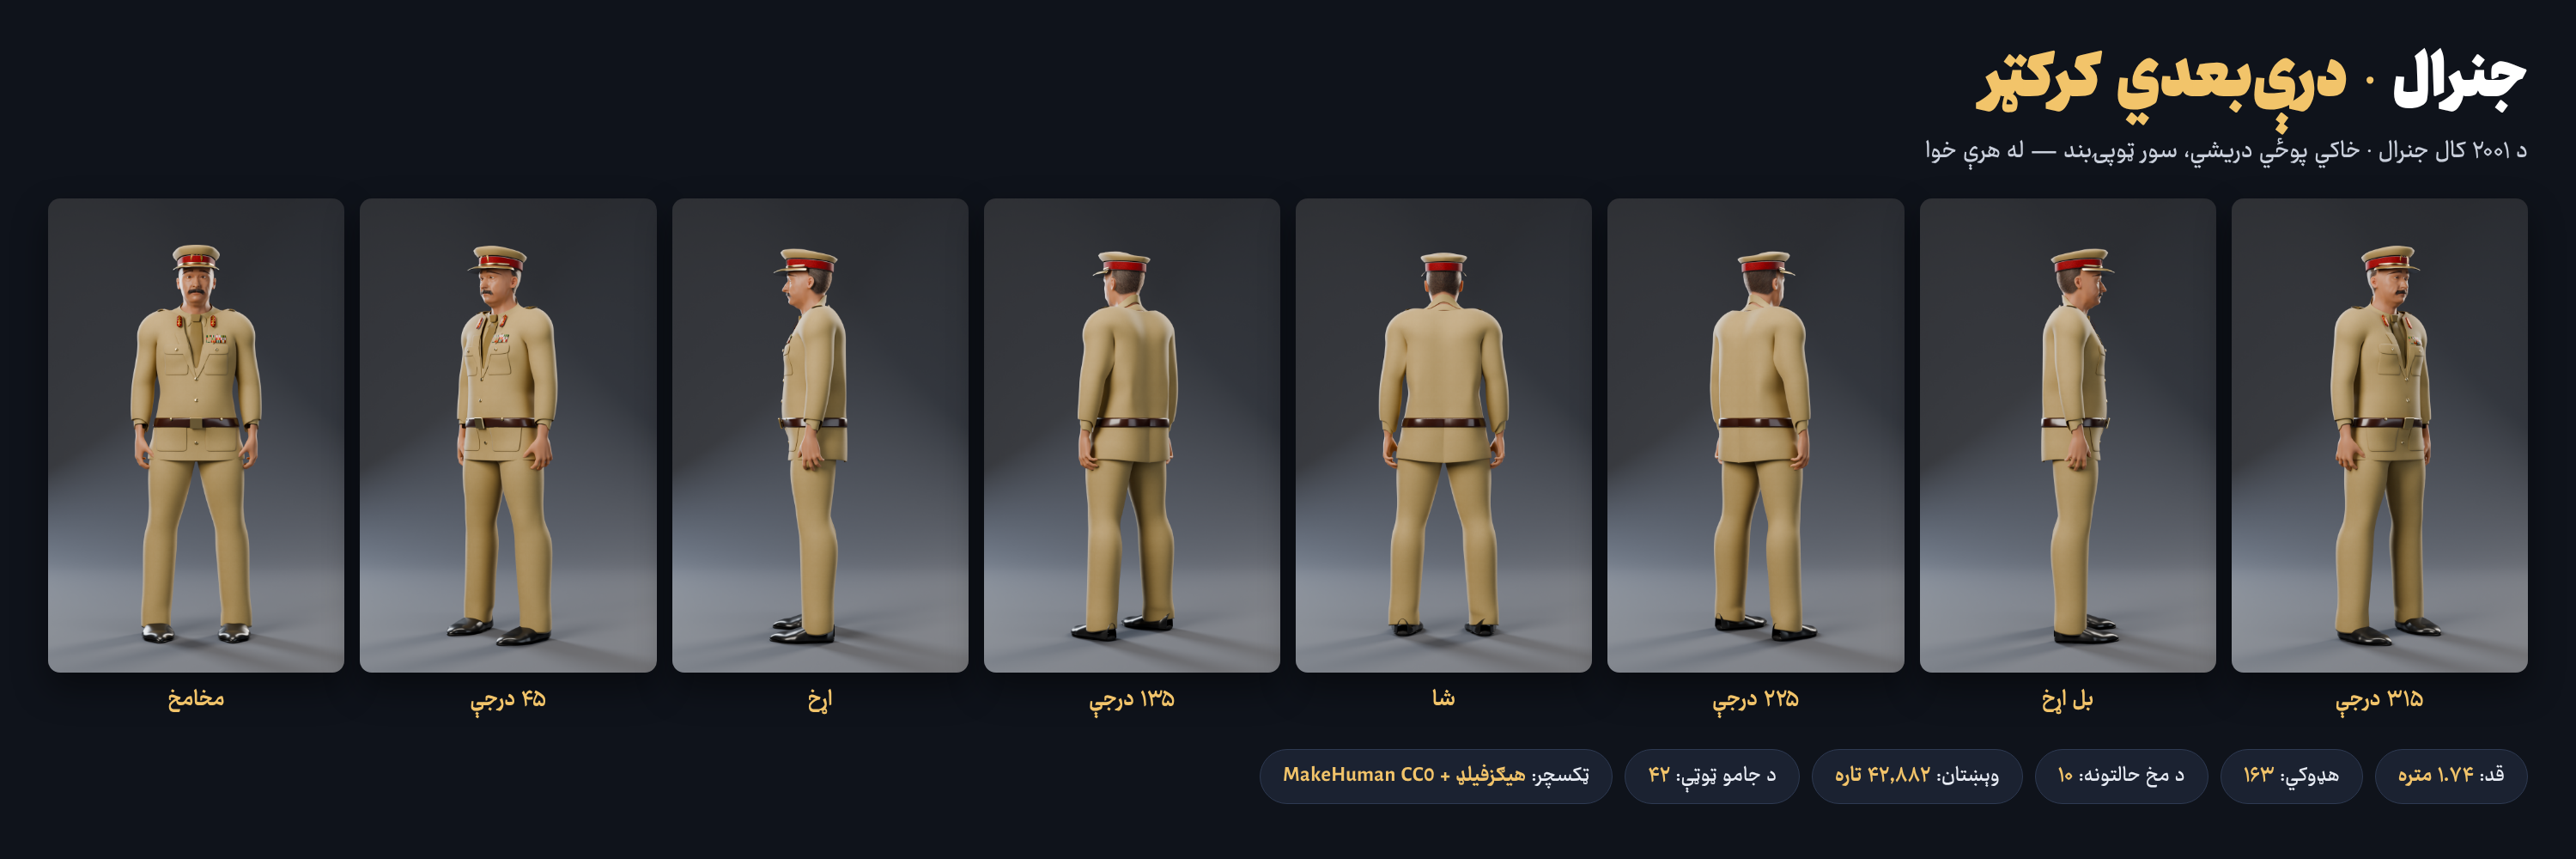 جنرال · درې‌بعدي کرکټر
د ۲۰۰۱ کال جنرال · خاکي پوځي دریشي، سور ټوپۍ‌بند — له هرې خوا
۳۱۵ درجې
بل اړخ
۲۲۵ درجې
شا
۱۳۵ درجې
اړخ
۴۵ درجې
مخامخ
قد: ۱.۷۴ متره
هډوکي: ۱۶۳
د مخ حالتونه: ۱۰
وېښتان: ۴۲,۸۸۲ تاره
د جامو ټوټې: ۴۲
ټکسچر: هیګزفیلډ + MakeHuman CC0